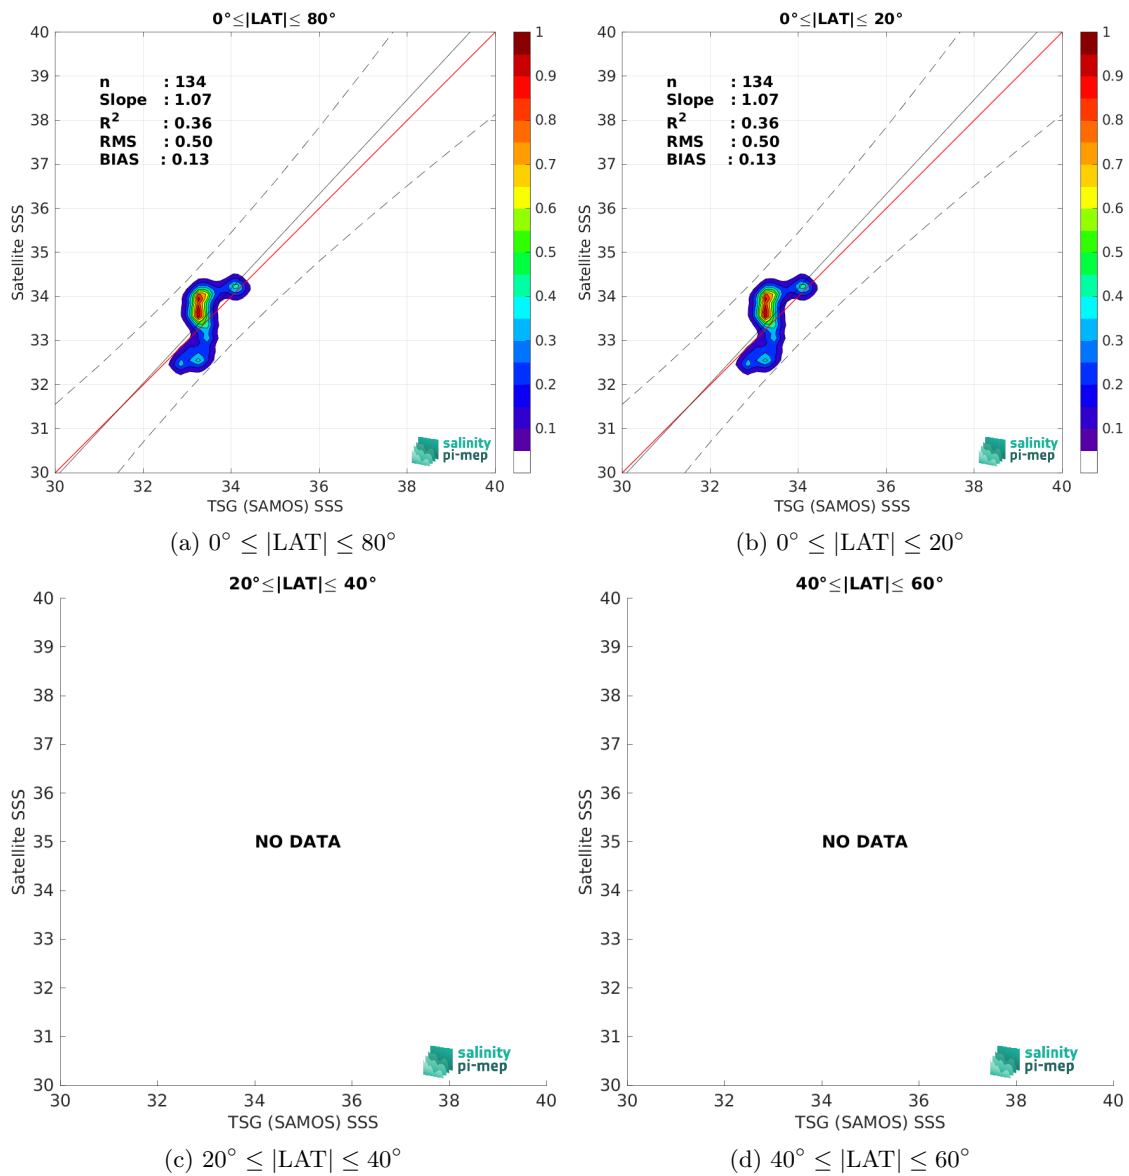 0°≤|LAT|≤ 80°
40
39
38
37
36
35
34
33
32
31
30
Satellite SSS
n : 134
Slope : 1.07
R² : 0.36
RMS : 0.50
BIAS : 0.13
1
0.9
0.8
0.7
0.6
0.5
0.4
0.3
0.2
0.1
salinity
pi-mep
30 32 34 36 38 40
TSG (SAMOS) SSS
(a) 0° ≤ |LAT| ≤ 80°
0°≤|LAT|≤ 20°
40
39
38
37
36
35
34
33
32
31
30
Satellite SSS
n : 134
Slope : 1.07
R² : 0.36
RMS : 0.50
BIAS : 0.13
1
0.9
0.8
0.7
0.6
0.5
0.4
0.3
0.2
0.1
salinity
pi-mep
30 32 34 36 38 40
TSG (SAMOS) SSS
(b) 0° ≤ |LAT| ≤ 20°
20°≤|LAT|≤ 40°
40
39
38
37
36
35
34
33
32
31
30
Satellite SSS
NO DATA
salinity
pi-mep
30 32 34 36 38 40
TSG (SAMOS) SSS
(c) 20° ≤ |LAT| ≤ 40°
40°≤|LAT|≤ 60°
40
39
38
37
36
35
34
33
32
31
30
Satellite SSS
NO DATA
salinity
pi-mep
30 32 34 36 38 40
TSG (SAMOS) SSS
(d) 40° ≤ |LAT| ≤ 60°